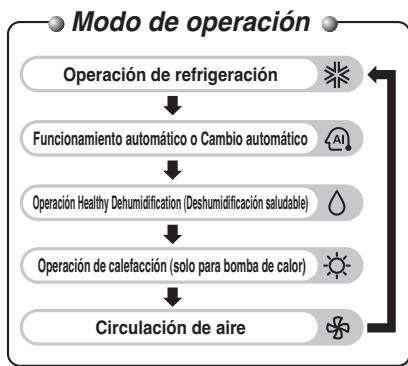 Modo de operación
Operación de refrigeración
Funcionamiento automático o Cambio automático
AI
Operación Healthy Dehumidification (Deshumidificación saludable)
Operación de calefacción (solo para bomba de calor)
Circulación de aire